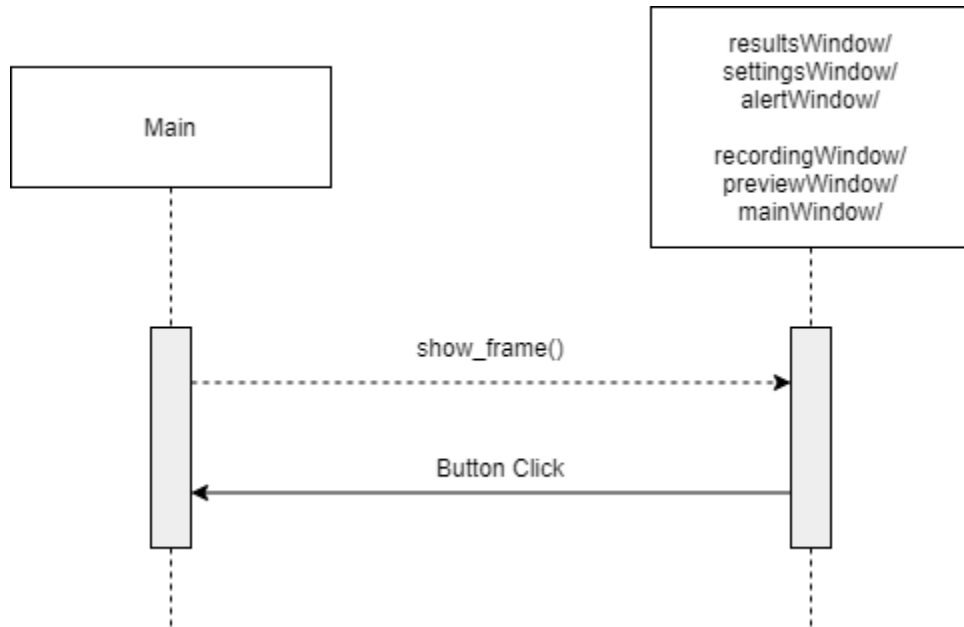 Main
resultsWindow/
settingsWindow/
alertWindow/
recordingWindow/
previewWindow/
mainWindow/
show_frame()
Button Click